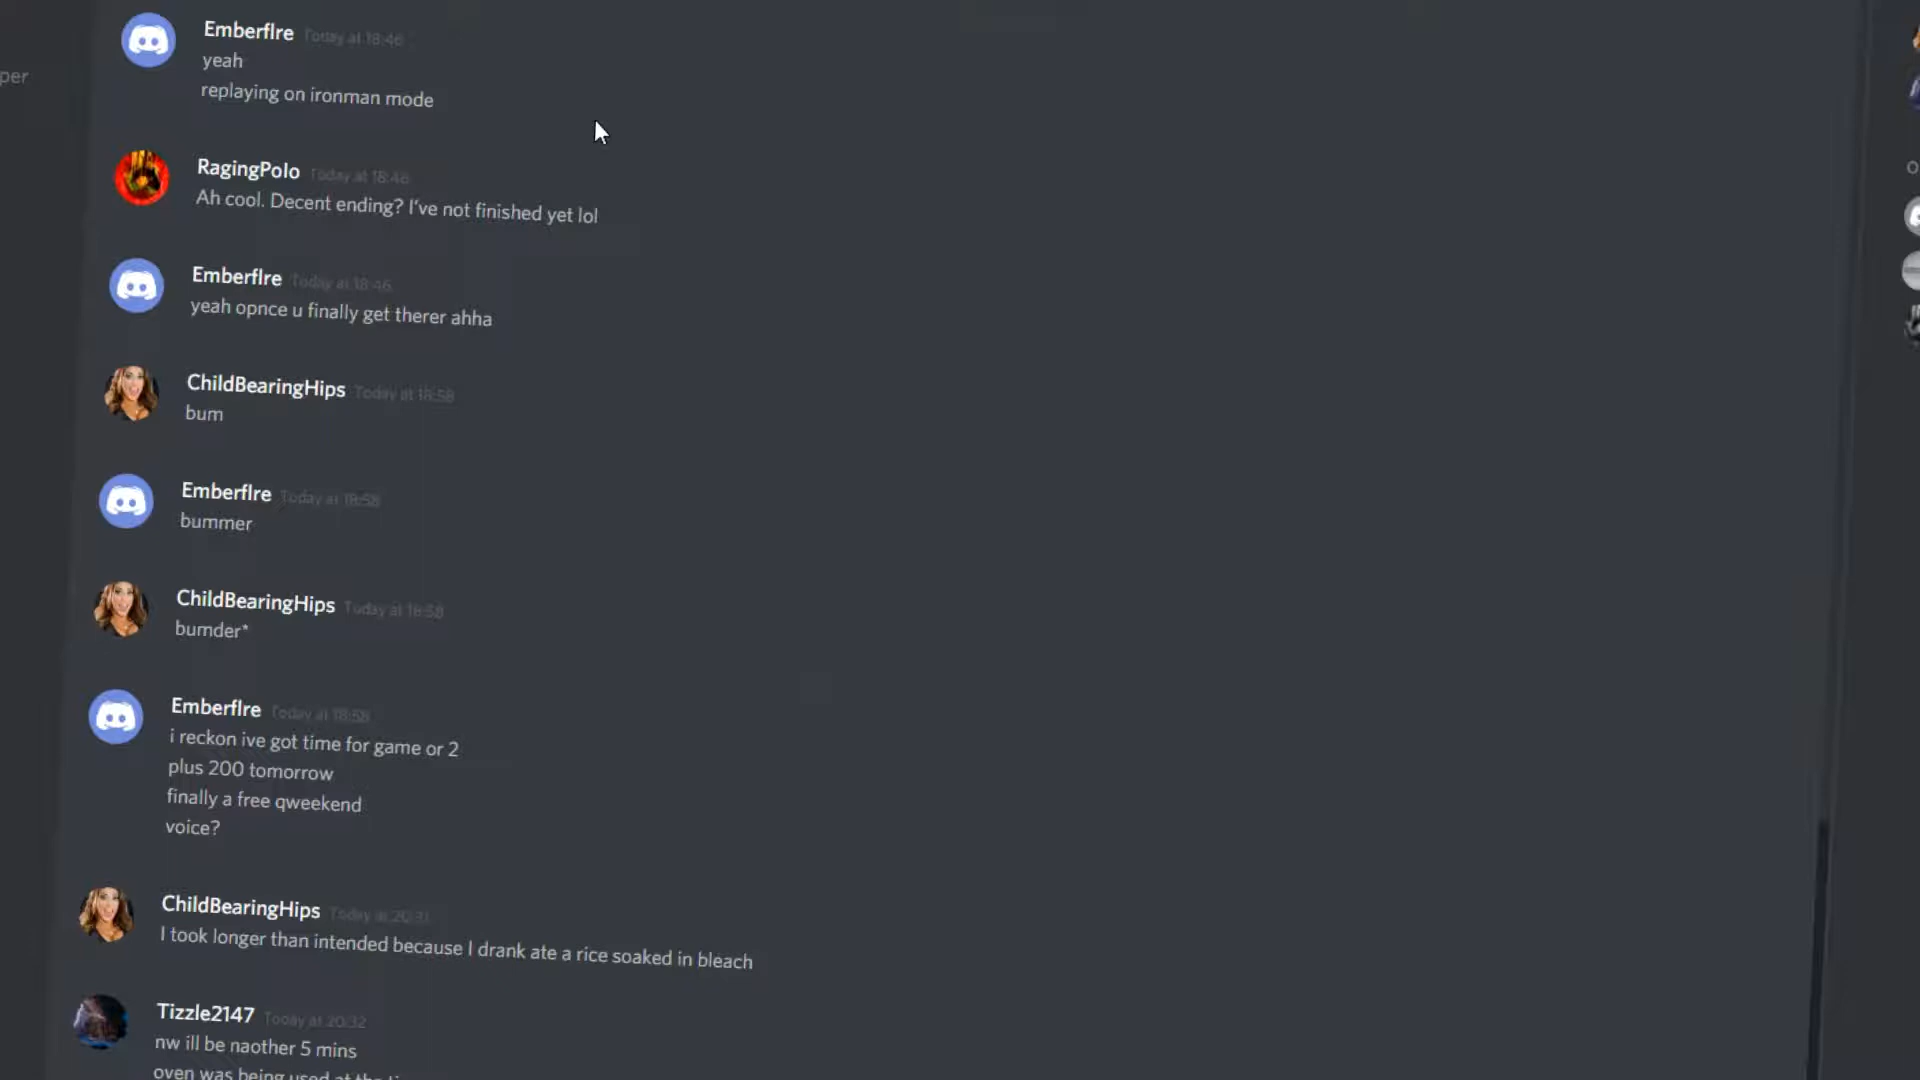 per
Emberfire Today at 18:46
yeah
replaying on ironman mode
RagingPolo Today at 18:46
Ah cool. Decent ending? I've not finished yet lol
Emberfire Today at 18:46
yeah opnce u finally get therer ahha
ChildBearingHips Today at 18:58
bum
Emberfire Today at 18:58
bummer
ChildBearingHips Today at 18:58
bumder*
Emberfire Today at 18:58
i reckon ive got time for game or 2
plus 200 tomorrow
finally a free qweekend
voice?
ChildBearingHips Today at 20:31
I took longer than intended because I drank ate a rice soaked in bleach
Tizzle2147 Today at 20:32
nw ill be naother 5 mins
oven was being used at the